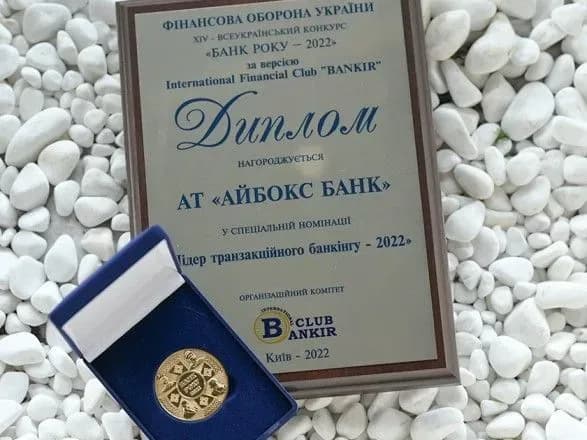 ФІНАНСОВА ОБОРОНА УКРАЇНИ
XIV - ВСЕУКРАЇНСЬКИЙ КОНКУРС
«БАНК РОКУ – 2022»
за версією
International Financial Club "BANKIR"
Диплом
НАГОРОДЖУЄТЬСЯ
АТ «АЙБОКС БАНК»
У СПЕЦІАЛЬНІЙ НОМІНАЦІЇ
Лідер транзакційного банкінгу - 2022»
ОРГАНІЗАЦІЙНИЙ КОМІТЕТ
INTERNATIONAL
CLUB
BANKIR
Київ - 2022